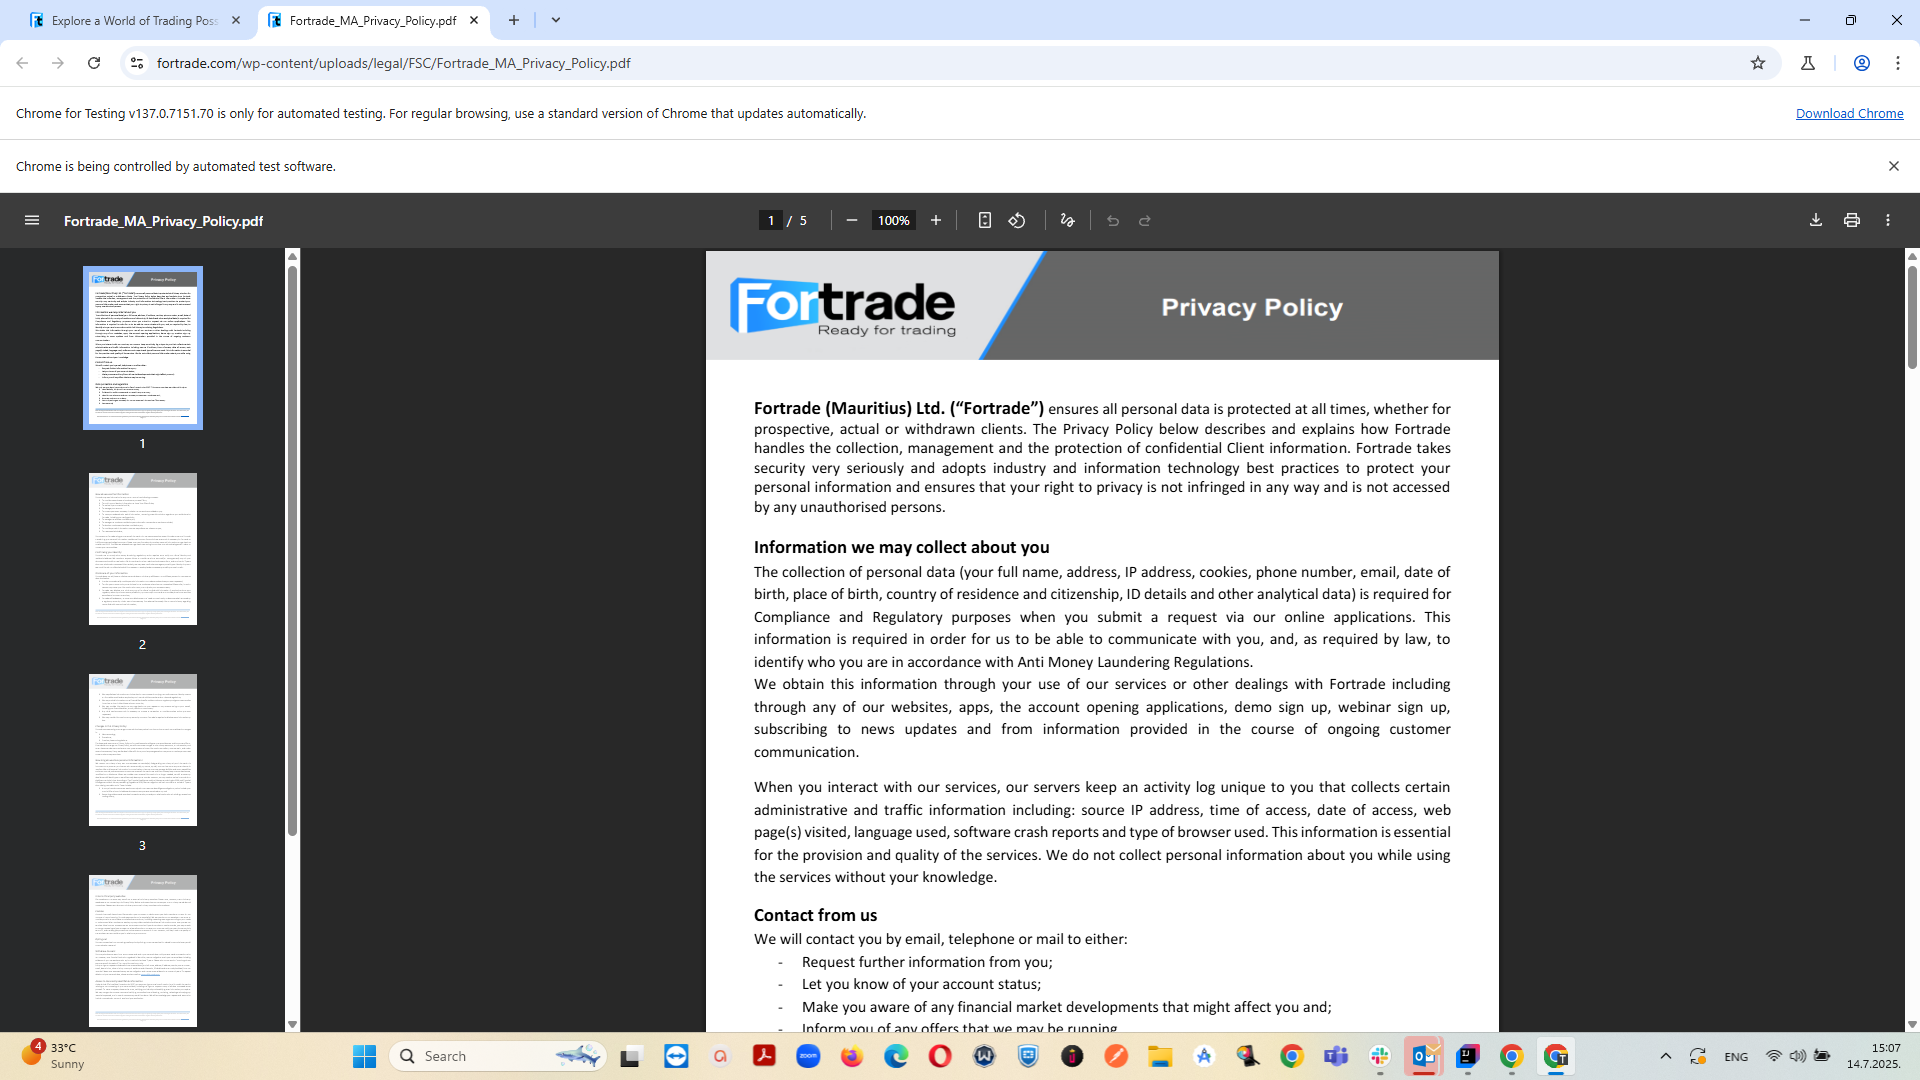 Explore a World of Trading Poss
Fortrade_MA_Privacy_Policy.pdf
fortrade.com/wp-content/uploads/legal/FSC/Fortrade_MA_Privacy_Policy.pdf
Chrome for Testing v137.0.7151.70 is only for automated testing. For regular browsing, use a standard version of Chrome that updates automatically.
Download Chrome
Chrome is being controlled by automated test software.
Fortrade_MA_Privacy_Policy.pdf
1 / 5
100%
Fortrade
Ready for trading
Privacy Policy
Fortrade (Mauritius) Ltd. (“Fortrade”) ensures all personal data is protected at all times, whether for
prospective, actual or withdrawn clients. The Privacy Policy below describes and explains how Fortrade
handles the collection, management and the protection of confidential Client information. Fortrade takes
security very seriously and adopts industry and information technology best practices to protect your
personal information and ensures that your right to privacy is not infringed in any way and is not accessed
by any unauthorised persons.
Information we may collect about you
The collection of personal data (your full name, address, IP address, cookies, phone number, email, date of
birth, place of birth, country of residence and citizenship, ID details and other analytical data) is required for
Compliance and Regulatory purposes when you submit a request via our online applications. This
information is required in order for us to be able to communicate with you, and, as required by law, to
identify who you are in accordance with Anti Money Laundering Regulations.
We obtain this information through your use of our services or other dealings with Fortrade including
through any of our websites, apps, the account opening applications, demo sign up, webinar sign up,
subscribing to news updates and from information provided in the course of ongoing customer
communication.
When you interact with our services, our servers keep an activity log unique to you that collects certain
administrative and traffic information including: source IP address, time of access, date of access, web
page(s) visited, language used, software crash reports and type of browser used. This information is essential
for the provision and quality of the services. We do not collect personal information about you while using
the services without your knowledge.
Contact from us
We will contact you by email, telephone or mail to either:
- Request further information from you;
- Let you know of your account status;
- Make you aware of any financial market developments that might affect you and;
- Inform you of any offers that we may be running
1
2
3
4
33°C
Sunny
Search
zoom
ENG
15:07
14.7.2025.